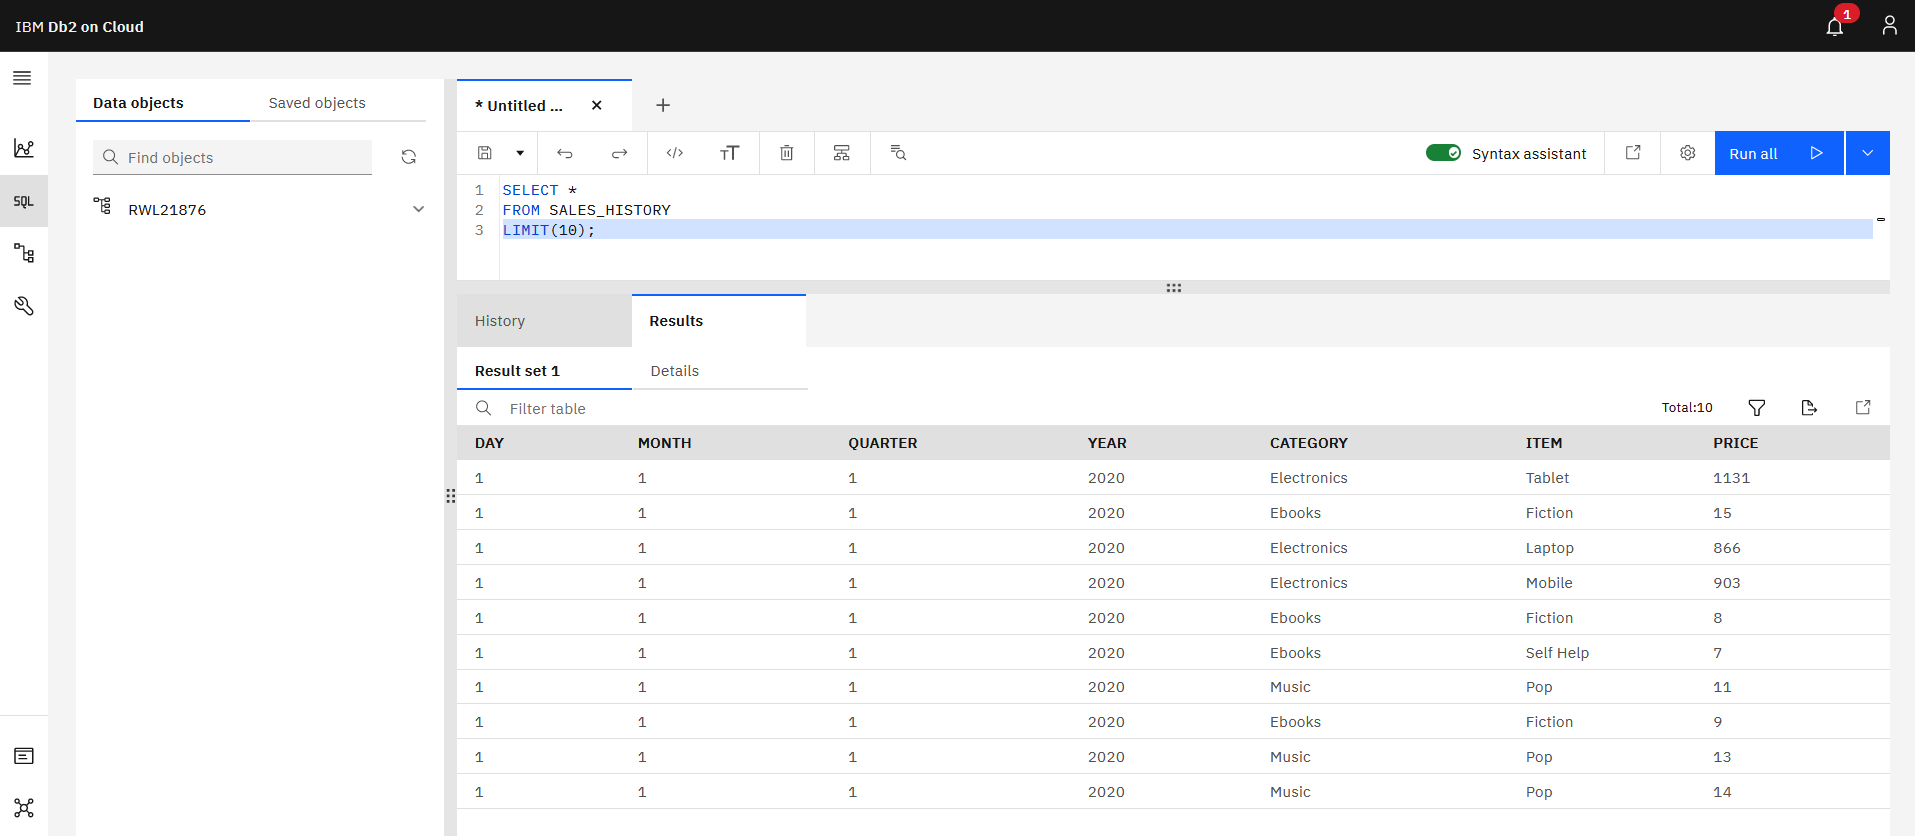 IBM Db2 on Cloud
1
Data objects
Saved objects
Find objects
SQL
RWL21876
* Untitled ...
</>
TT
Syntax assistant
Run all
1 SELECT *
2 FROM SALES_HISTORY
3 LIMIT(10);
History
Results
Result set 1
Details
Filter table
Total:10
DAY MONTH QUARTER YEAR CATEGORY ITEM PRICE
1 1 1 2020 Electronics Tablet 1131
1 1 1 2020 Ebooks Fiction 15
1 1 1 2020 Electronics Laptop 866
1 1 1 2020 Electronics Mobile 903
1 1 1 2020 Ebooks Fiction 8
1 1 1 2020 Ebooks Self Help 7
1 1 1 2020 Music Pop 11
1 1 1 2020 Ebooks Fiction 9
1 1 1 2020 Music Pop 13
1 1 1 2020 Music Pop 14